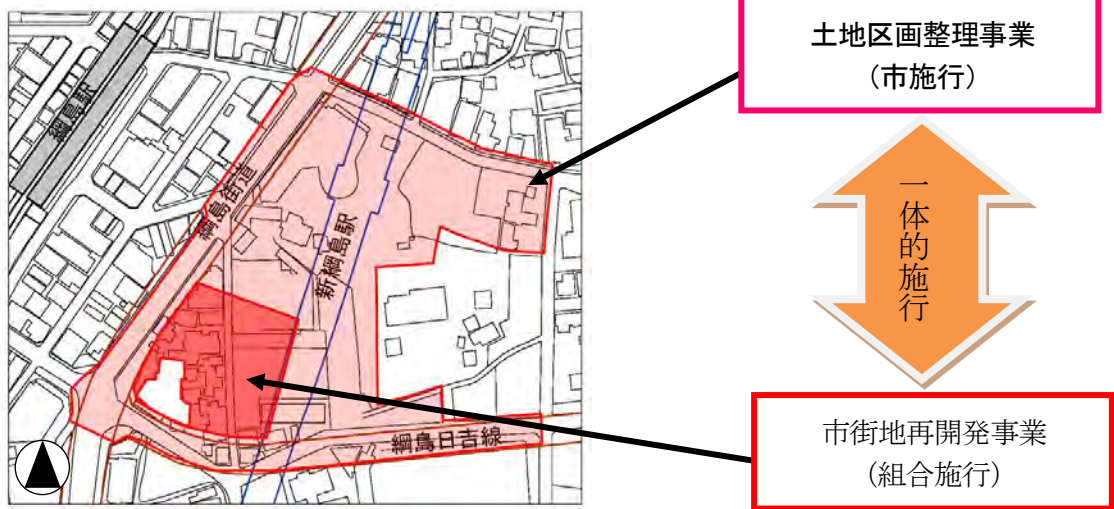 土地区画整理事業
(市施行)
綱島駅
綱島街道
新綱島駅
一体的施行
綱島日吉線
市街地再開発事業
(組合施行)